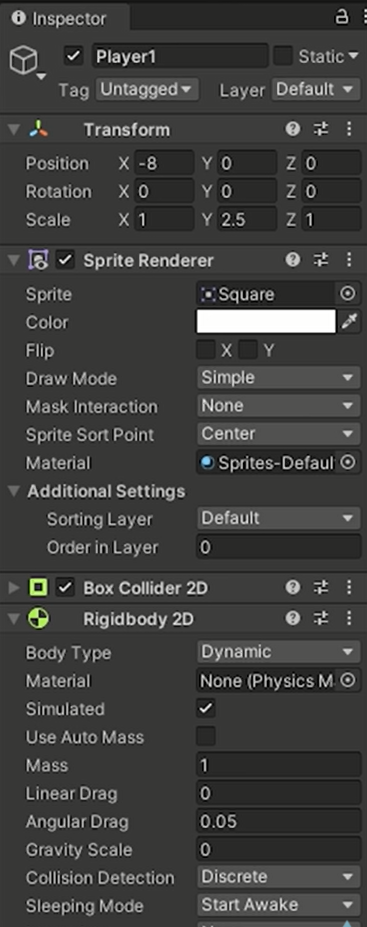 Inspector
Player1 Static
Tag Untagged Layer Default
Transform
Position X -8 Y 0 Z 0
Rotation X 0 Y 0 Z 0
Scale X 1 Y 2.5 Z 1
Sprite Renderer
Sprite Square
Color
Flip X Y
Draw Mode Simple
Mask Interaction None
Sprite Sort Point Center
Material Sprites-Defaul
Additional Settings
Sorting Layer Default
Order in Layer 0
Box Collider 2D
Rigidbody 2D
Body Type Dynamic
Material None (Physics M
Simulated
Use Auto Mass
Mass 1
Linear Drag 0
Angular Drag 0.05
Gravity Scale 0
Collision Detection Discrete
Sleeping Mode Start Awake